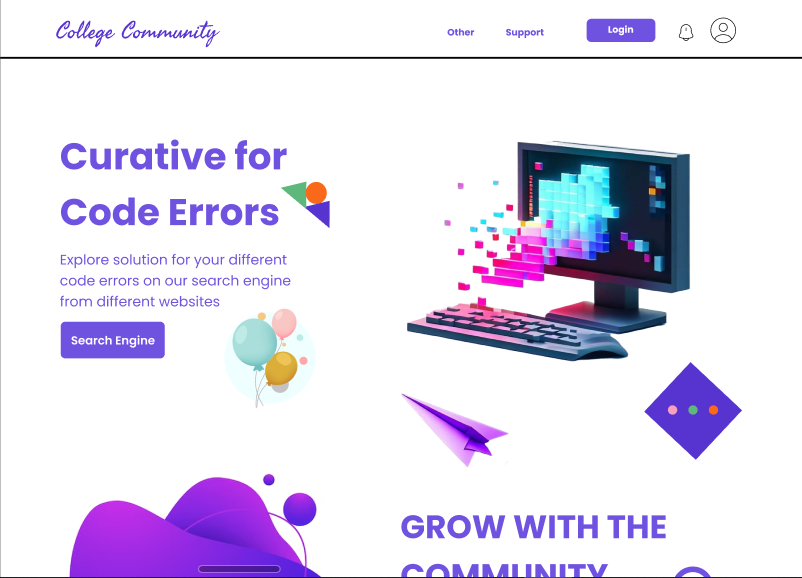 College Community
Other
Support
Login
Curative for
Code Errors
Explore solution for your different
code errors on our search engine
from different websites
Search Engine
GROW WITH THE
COMMUNITY